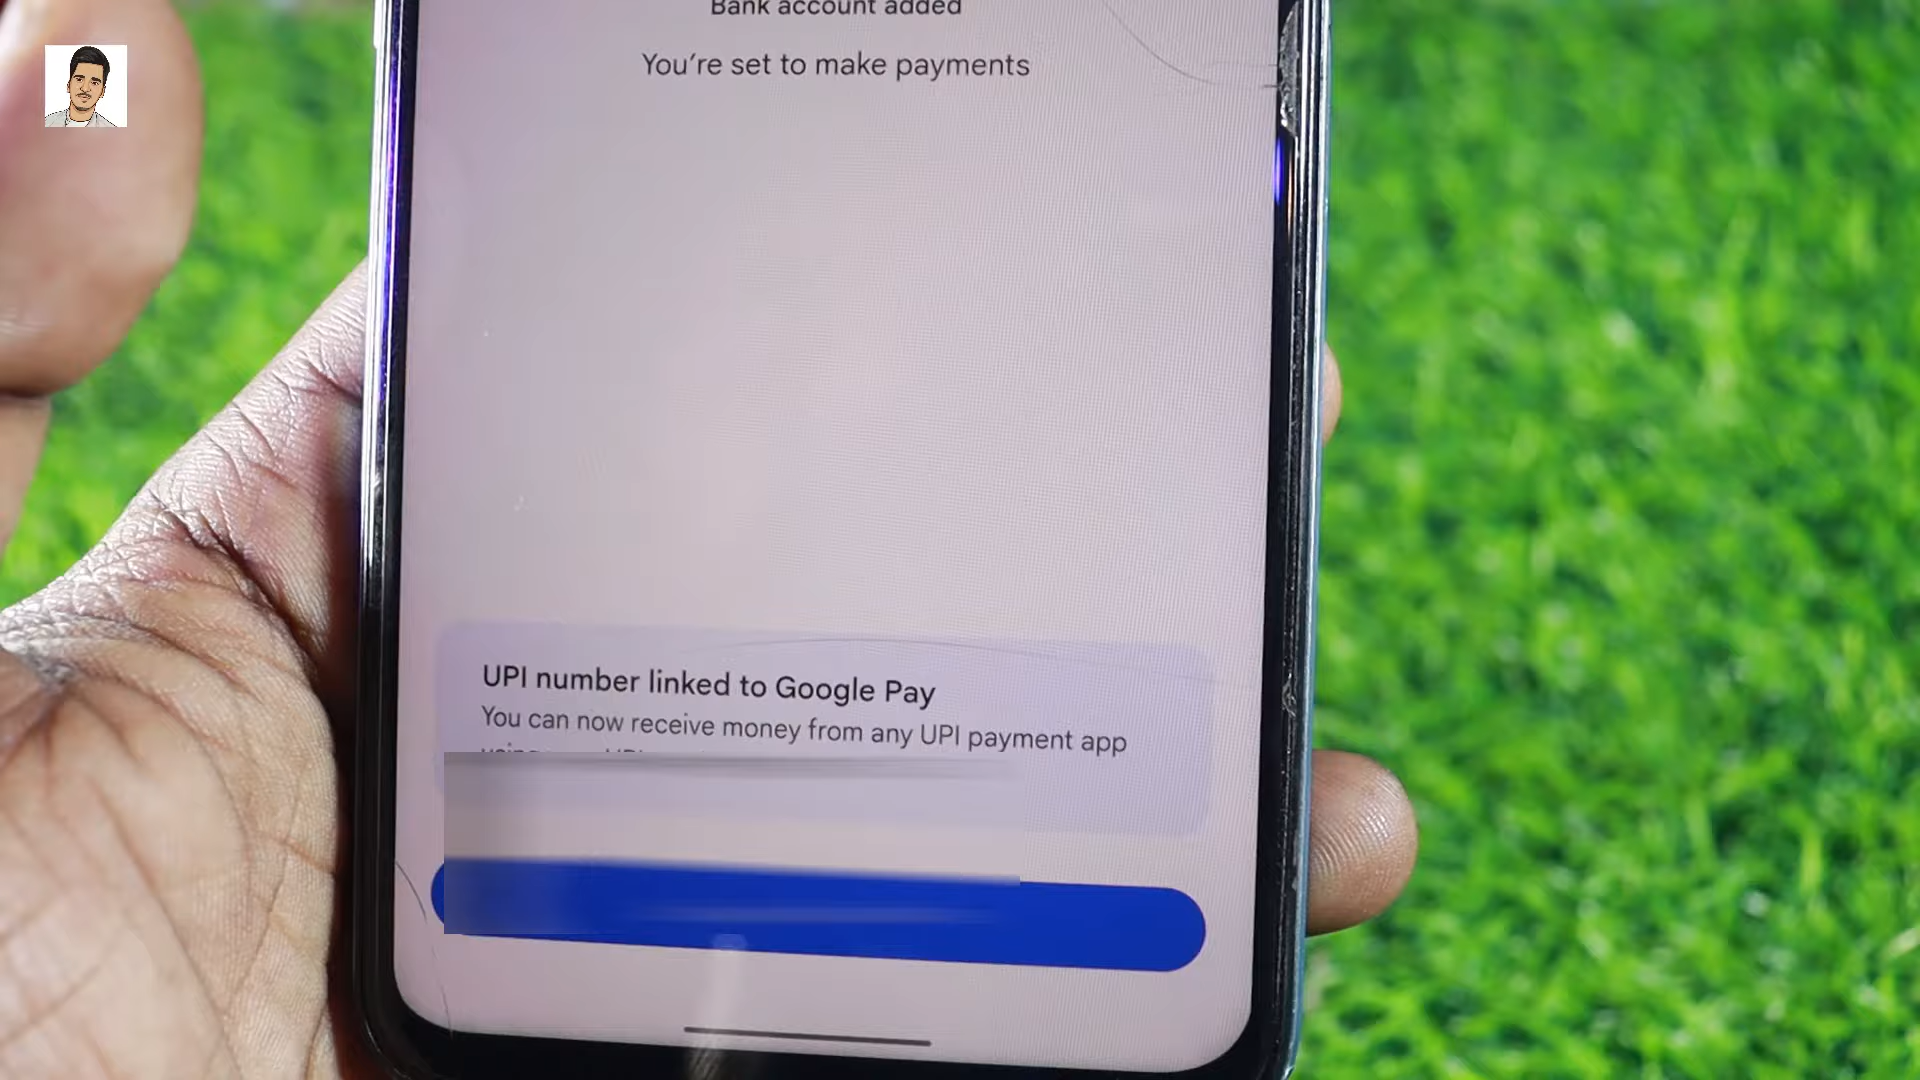 Bank account added
You're set to make payments
UPI number linked to Google Pay
You can now receive money from any UPI payment app